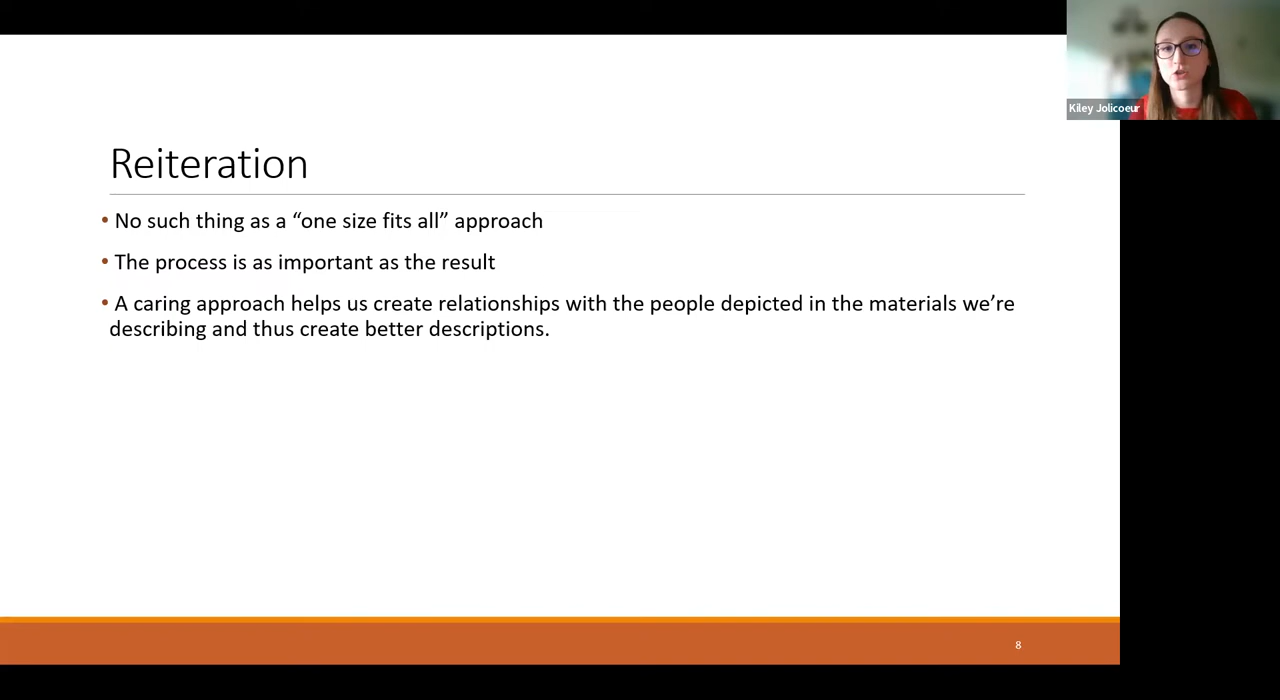 Kiley Jolicoeur
Reiteration
• No such thing as a “one size fits all” approach
• The process is as important as the result
• A caring approach helps us create relationships with the people depicted in the materials we’re
describing and thus create better descriptions.
8